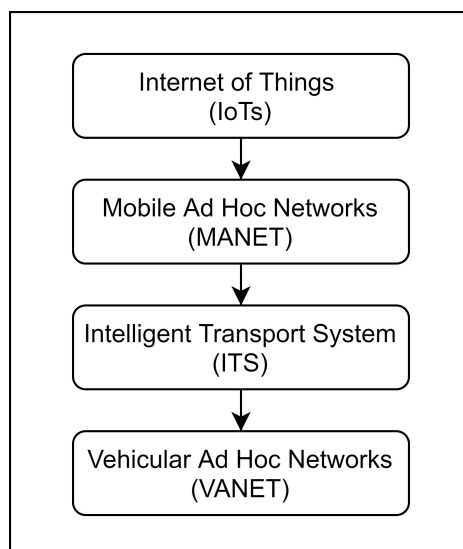 Internet of Things
(IoTs)
Mobile Ad Hoc Networks
(MANET)
Intelligent Transport System
(ITS)
Vehicular Ad Hoc Networks
(VANET)